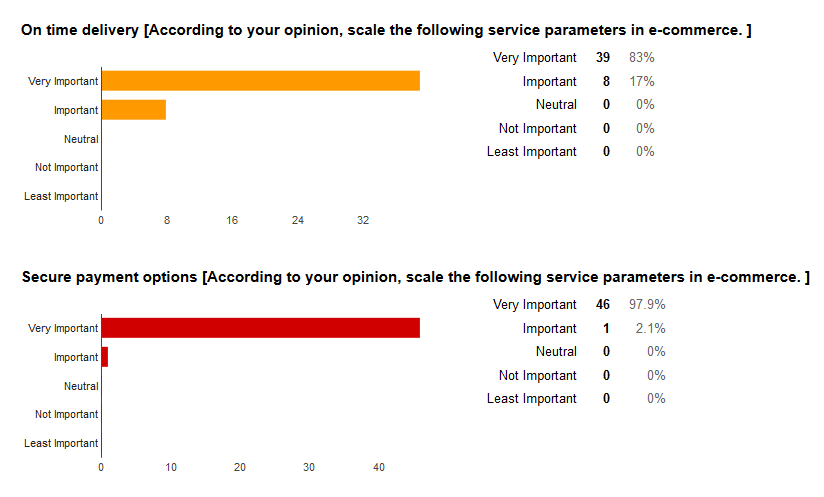 On time delivery [According to your opinion, scale the following service parameters in e-commerce. ]
Very Important 39 83%
Important 8 17%
Neutral 0 0%
Not Important 0 0%
Least Important 0 0%
Very Important
Important
Neutral
Not Important
Least Important
0 8 16 24 32
Secure payment options [According to your opinion, scale the following service parameters in e-commerce. ]
Very Important 46 97.9%
Important 1 2.1%
Neutral 0 0%
Not Important 0 0%
Least Important 0 0%
Very Important
Important
Neutral
Not Important
Least Important
0 10 20 30 40